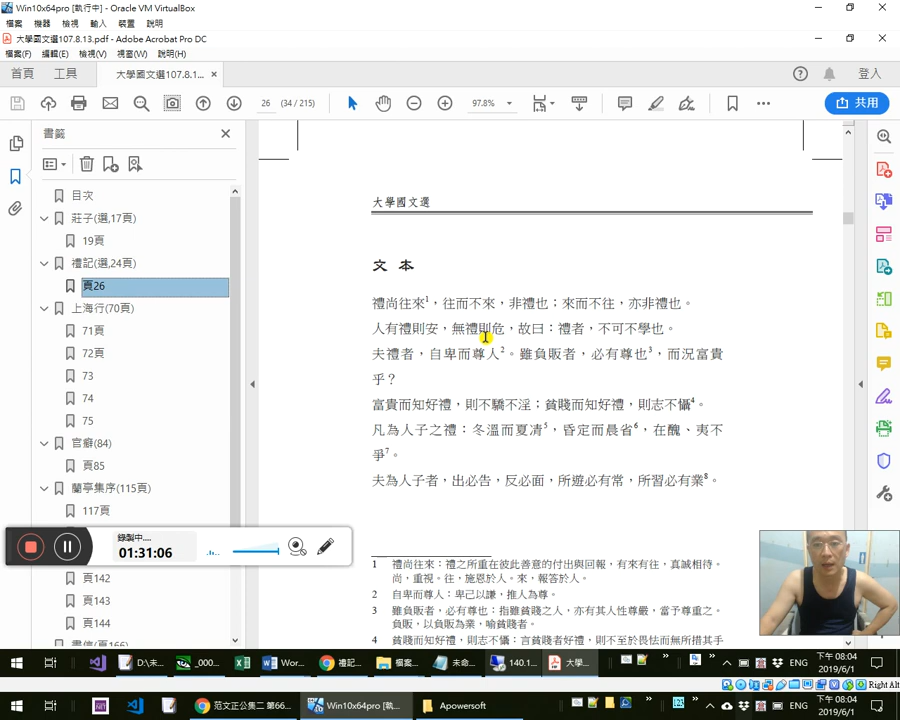 Win10x64pro [執行中] - Oracle VM VirtualBox
檔案 機器 檢視 輸入 裝置 說明
大學國文選107.8.13.pdf - Adobe Acrobat Pro DC
檔案(F) 編輯(E) 檢視(V) 視窗(W) 說明(H)
首頁 工具 大學國文選107.8.1... × 登入
26 (34 / 215) 97.8% 共用
書籤
目次
莊子(選,17頁)
19頁
禮記(選,24頁)
頁26
上海行(70頁)
71頁
72頁
73
74
75
官癖(84)
頁85
蘭亭集序(115頁)
117頁
頁142
頁143
頁144
書信(頁166)
大學國文選
文 本
禮尚往來1，往而不來，非禮也；來而不往，亦非禮也。
人有禮則安，無禮則危，故曰：禮者，不可不學也。
夫禮者，自卑而尊人2。雖負販者，必有尊也3，而況富貴
乎？
富貴而知好禮，則不驕不淫；貧賤而知好禮，則志不懾4。
凡為人子之禮：冬溫而夏凊5，昏定而晨省6，在醜、夷不
爭7。
夫為人子者，出必告，反必面，所遊必有常，所習必有業8。
1 禮尚往來：禮之所重在彼此善意的付出與回報，有來有往，真誠相待。
尚，重視。往，施恩於人。來，報答於人。
2 自卑而尊人：卑己以謙，推人為尊。
3 雖負販者，必有尊也：指雖貧賤之人，亦有其人性尊嚴，當予尊重之。
負販，以負販為業，喻貧賤者。
4 貧賤而知好禮，則志不懾：言貧賤者好禮，則不至於畏怯而無所措其手
錄製中...
01:31:06
D:\未... _000... Wor... 禮記... 檔案... 未命... 140.1... 大學... ENG 下午 08:04
2019/6/1
Right Alt
范文正公集二 第66... Win10x64pro [執... Apowersoft ENG 下午 08:04
2019/6/1